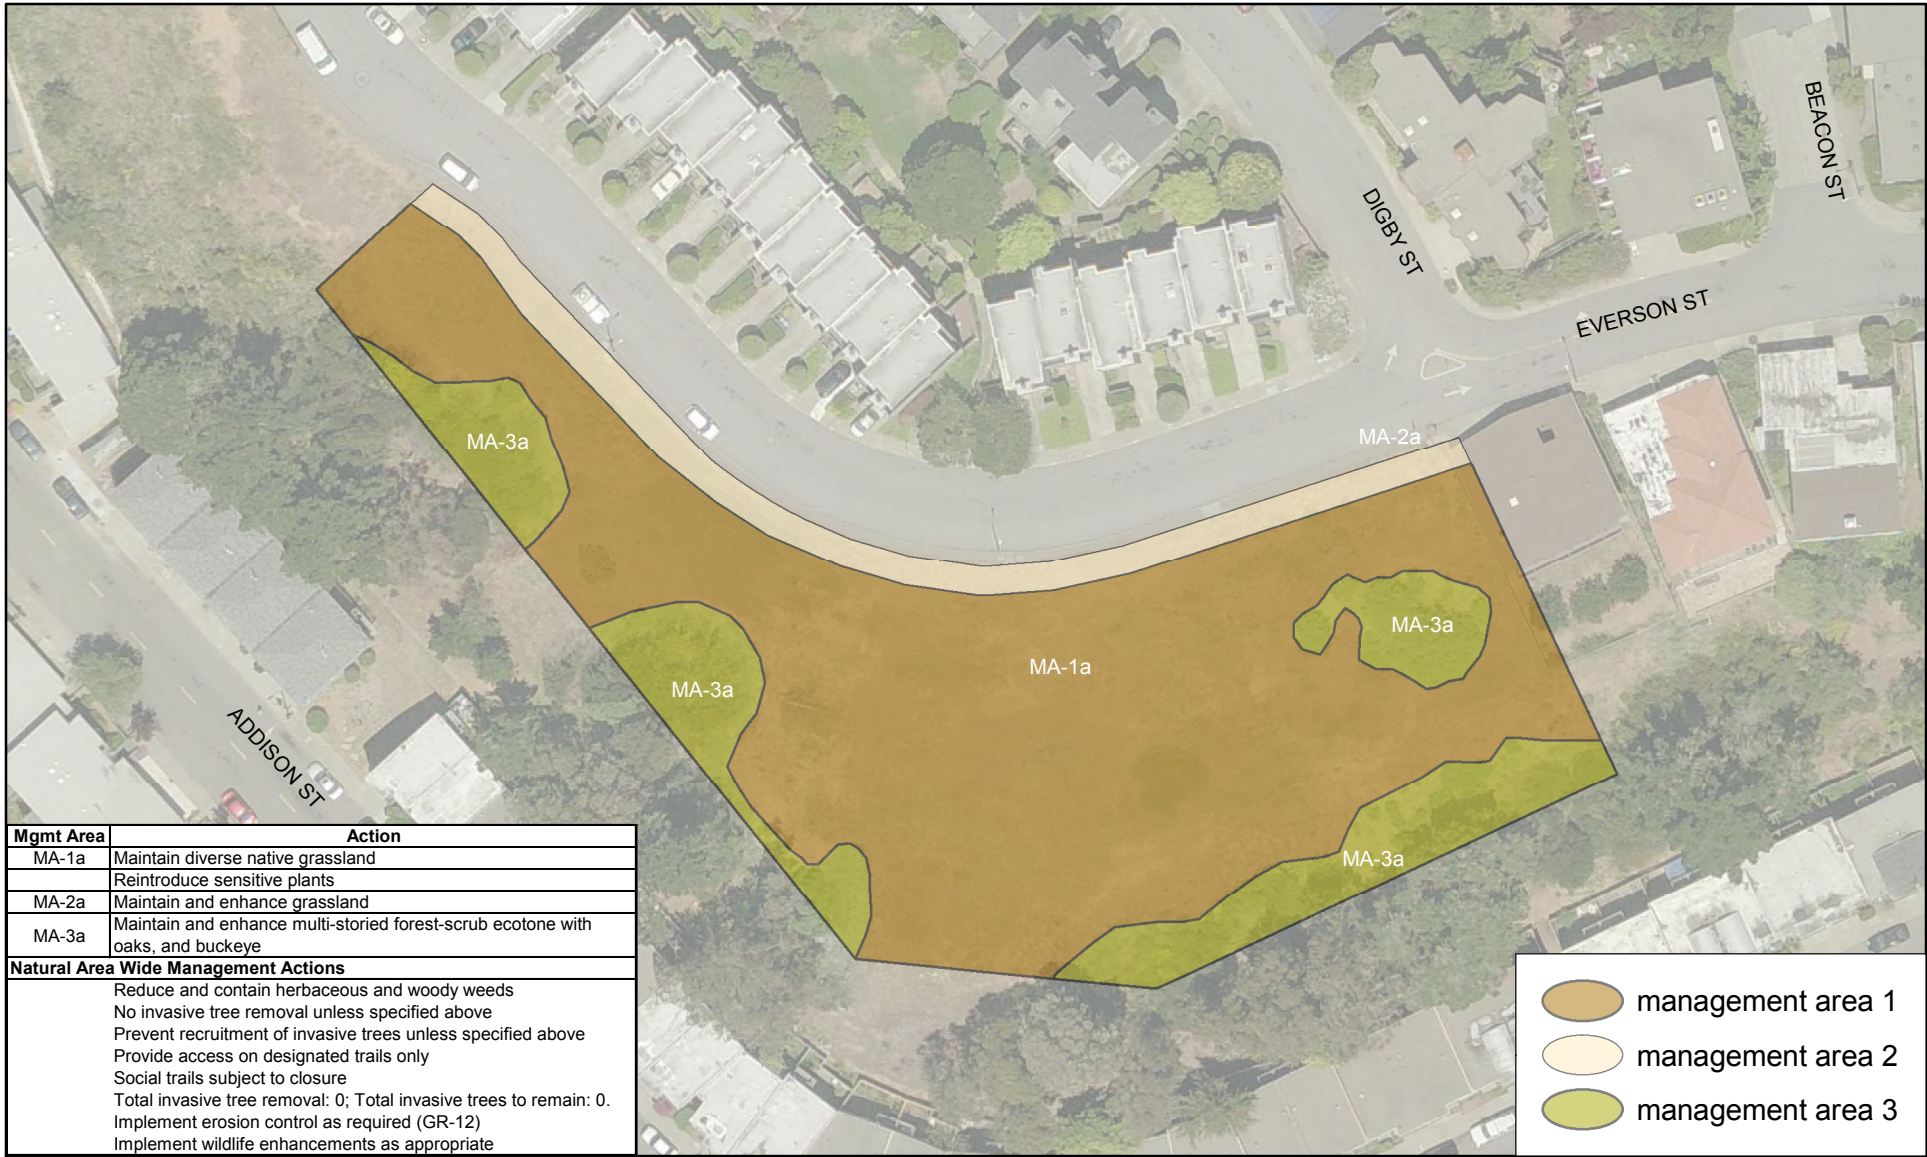 BEACON ST
DIGBY ST
EVERSON ST
MA-2a
MA-3a
MA-3a
MA-1a
MA-3a
ADDISON ST
MA-3a
Mgmt Area Action
MA-1a Maintain diverse native grassland
Reintroduce sensitive plants
MA-2a Maintain and enhance grassland
MA-3a Maintain and enhance multi-storied forest-scrub ecotone with
oaks, and buckeye
Natural Area Wide Management Actions
Reduce and contain herbaceous and woody weeds
No invasive tree removal unless specified above
Prevent recruitment of invasive trees unless specified above
Provide access on designated trails only
Social trails subject to closure
Total invasive tree removal: 0; Total invasive trees to remain: 0.
Implement erosion control as required (GR-12)
Implement wildlife enhancements as appropriate
management area 1
management area 2
management area 3